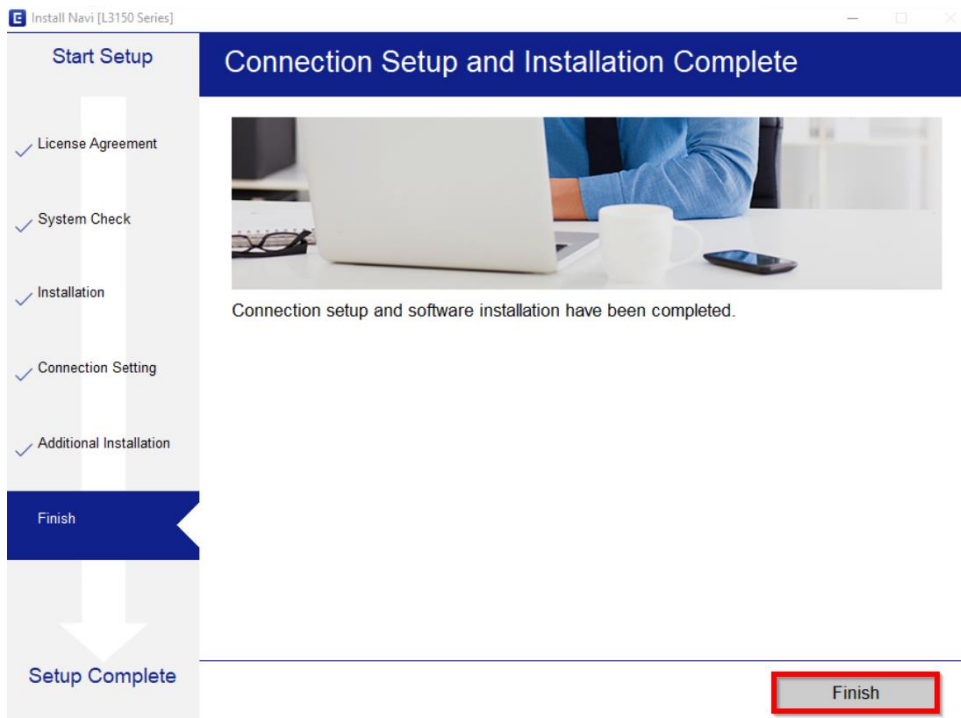 Install Navi [L3150 Series]
Start Setup
Connection Setup and Installation Complete
License Agreement
System Check
Installation
Connection setup and software installation have been completed.
Connection Setting
Additional Installation
Finish
Setup Complete
Finish